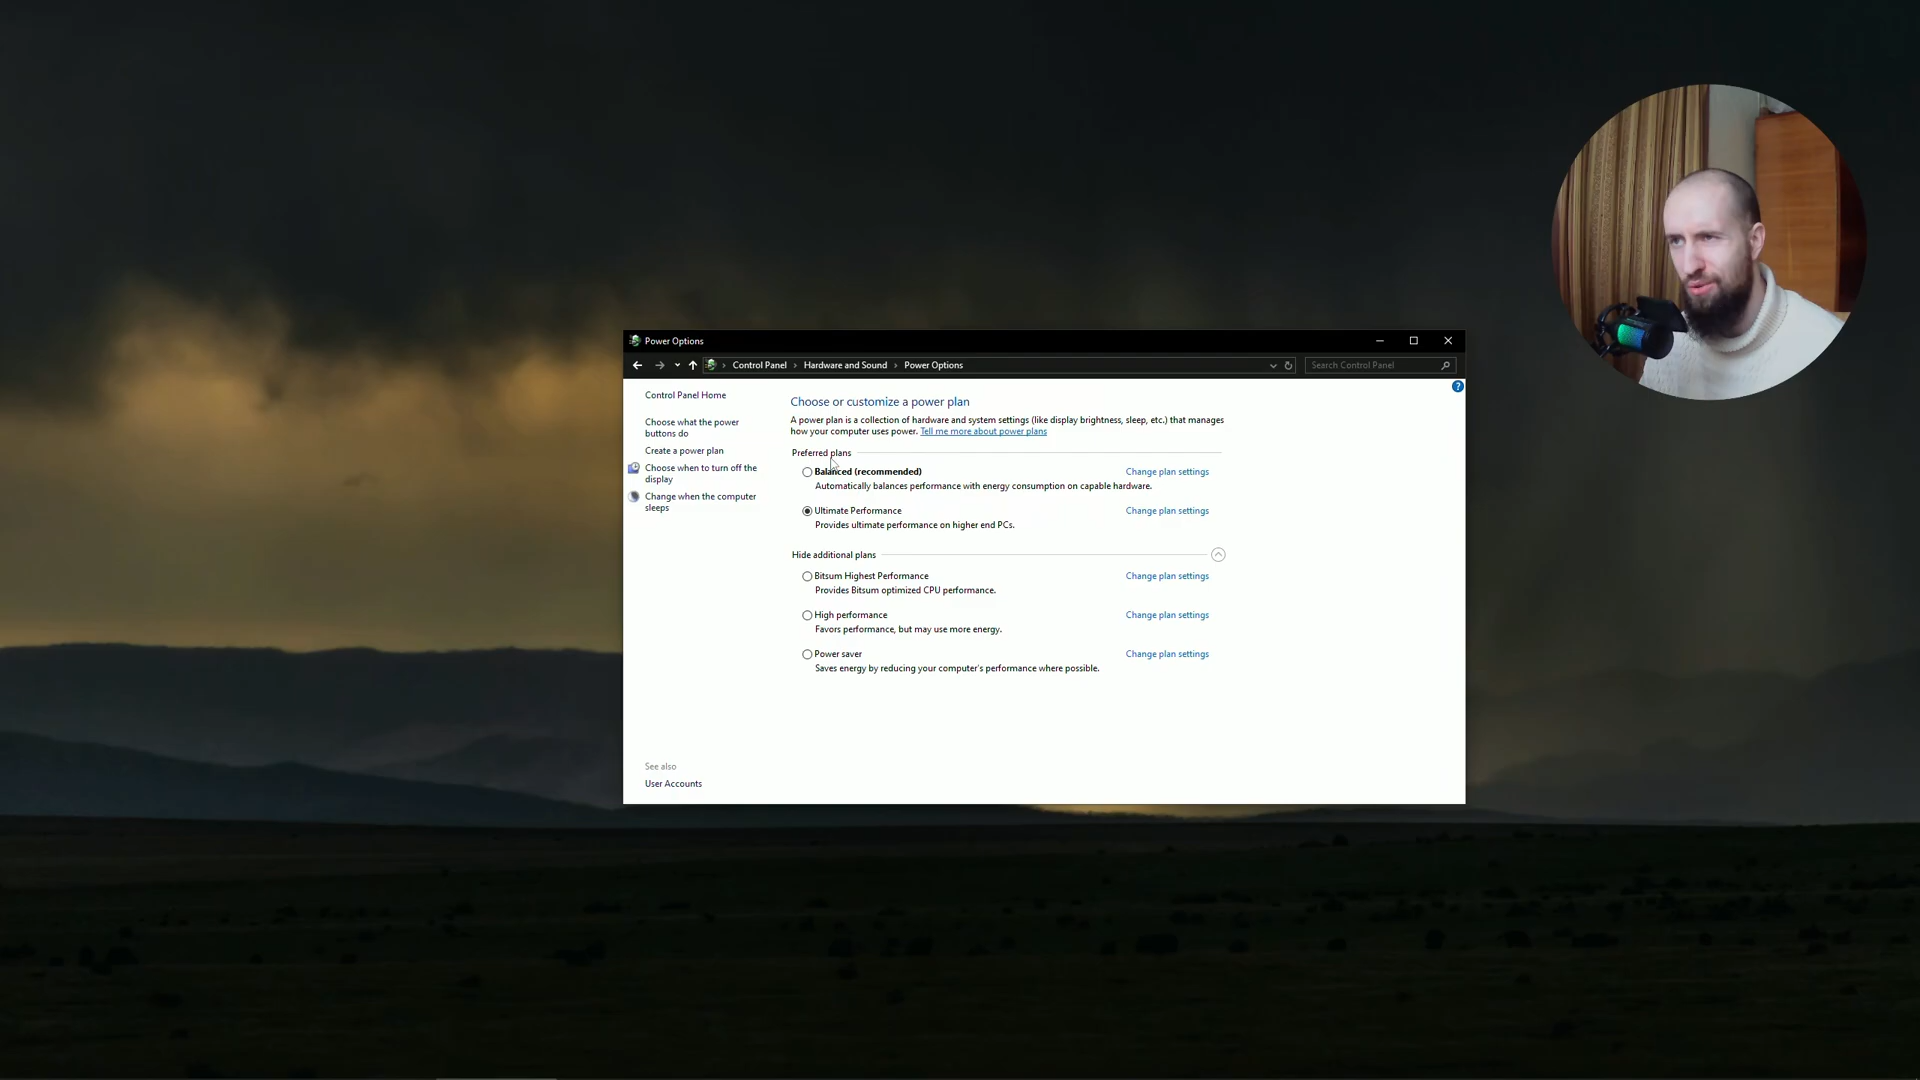 Power Options
Control Panel > Hardware and Sound > Power Options
Search Control Panel
Control Panel Home
Choose what the power
buttons do
Create a power plan
Choose when to turn off the
display
Change when the computer
sleeps
Choose or customize a power plan
A power plan is a collection of hardware and system settings (like display brightness, sleep, etc.) that manages
how your computer uses power. Tell me more about power plans
Preferred plans
Balanced (recommended) Change plan settings
Automatically balances performance with energy consumption on capable hardware.
Ultimate Performance Change plan settings
Provides ultimate performance on higher end PCs.
Hide additional plans
Bitsum Highest Performance Change plan settings
Provides Bitsum optimized CPU performance.
High performance Change plan settings
Favors performance, but may use more energy.
Power saver Change plan settings
Saves energy by reducing your computer's performance where possible.
See also
User Accounts